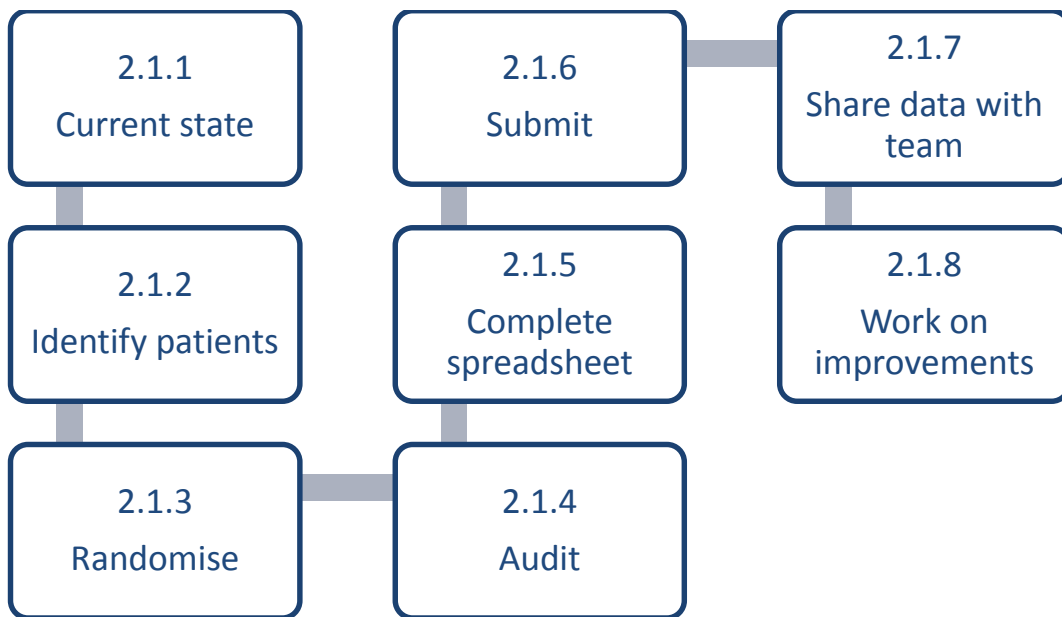 2.1.1
Current state
2.1.2
Identify patients
2.1.3
Randomise
2.1.4
Audit
2.1.5
Complete
spreadsheet
2.1.6
Submit
2.1.7
Share data with
team
2.1.8
Work on
improvements